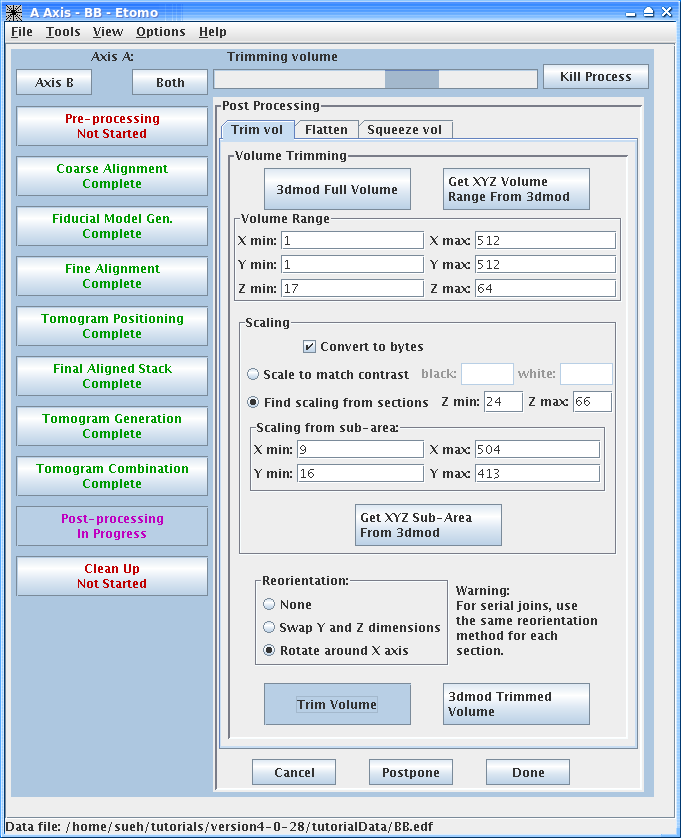 A Axis - BB - Etomo
File Tools View Options Help
Axis A:
Trimming volume
Axis B
Both
Kill Process
Pre-processing
Not Started
Coarse Alignment
Complete
Fiducial Model Gen.
Complete
Fine Alignment
Complete
Tomogram Positioning
Complete
Final Aligned Stack
Complete
Tomogram Generation
Complete
Tomogram Combination
Complete
Post-processing
In Progress
Clean Up
Not Started
Post Processing
Trim vol Flatten Squeeze vol
Volume Trimming
3dmod Full Volume
Get XYZ Volume
Range From 3dmod
Volume Range
X min: 1 X max: 512
Y min: 1 Y max: 512
Z min: 17 Z max: 64
Scaling
Convert to bytes
Scale to match contrast black: white:
Find scaling from sections Z min: 24 Z max: 66
Scaling from sub-area:
X min: 9 X max: 504
Y min: 16 Y max: 413
Get XYZ Sub-Area
From 3dmod
Reorientation:
None
Swap Y and Z dimensions
Rotate around X axis
Warning:
For serial joins, use
the same reorientation
method for each
section.
Trim Volume
3dmod Trimmed
Volume
Cancel
Postpone
Done
Data file: /home/sueh/tutorials/version4-0-28/tutorialData/BB.edf